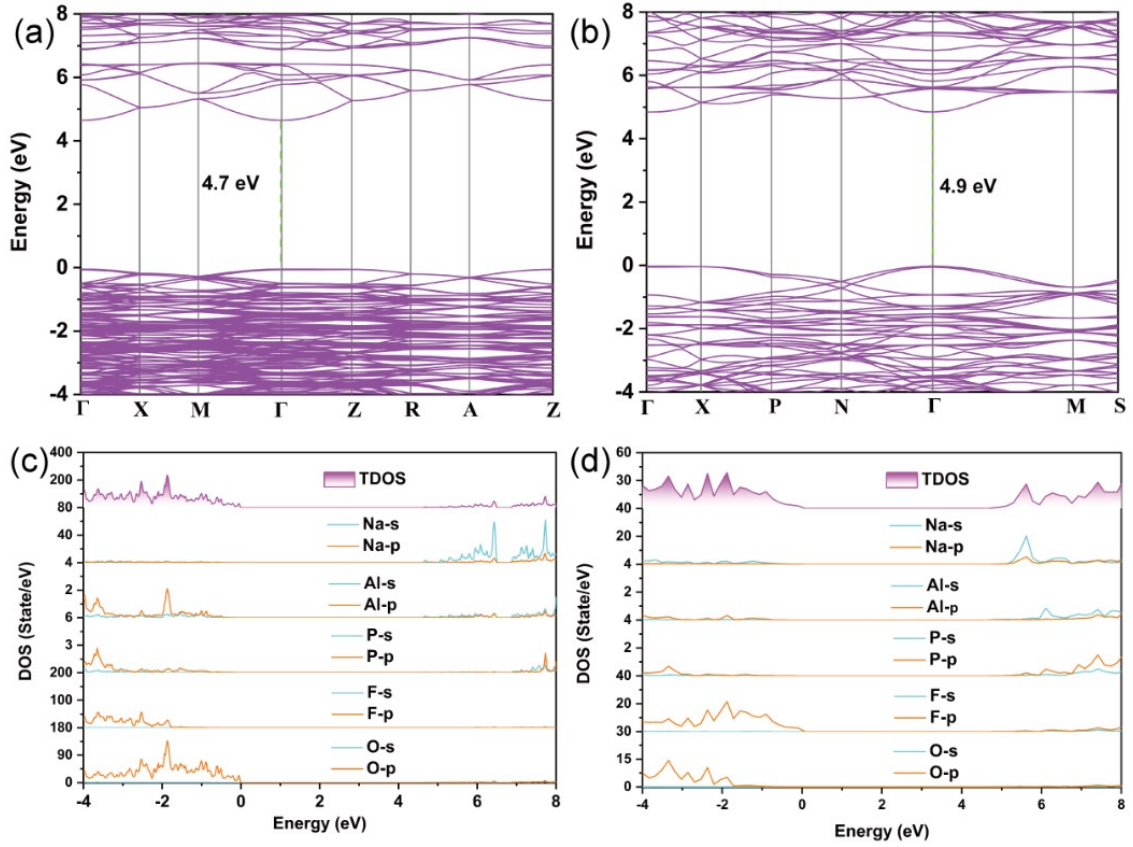 (a)
8
6
4
2
0
-2
-4
Energy (eV)
4.7 eV
Γ X M Γ Z R A Z
(b)
8
6
4
2
0
-2
-4
Energy (eV)
4.9 eV
Γ X P N Γ M S
(c)
400
200
80
40
4
2
6
3
200
100
180
90
0
DOS (State/eV)
TDOS
Na-s
Na-p
Al-s
Al-p
P-s
P-p
F-s
F-p
O-s
O-p
-4 -2 0 2 4 6 8
Energy (eV)
(d)
60
30
40
20
4
2
4
2
40
20
30
15
0
DOS (State/eV)
TDOS
Na-s
Na-p
Al-s
Al-p
P-s
P-p
F-s
F-p
O-s
O-p
-4 -2 0 2 4 6 8
Energy (eV)